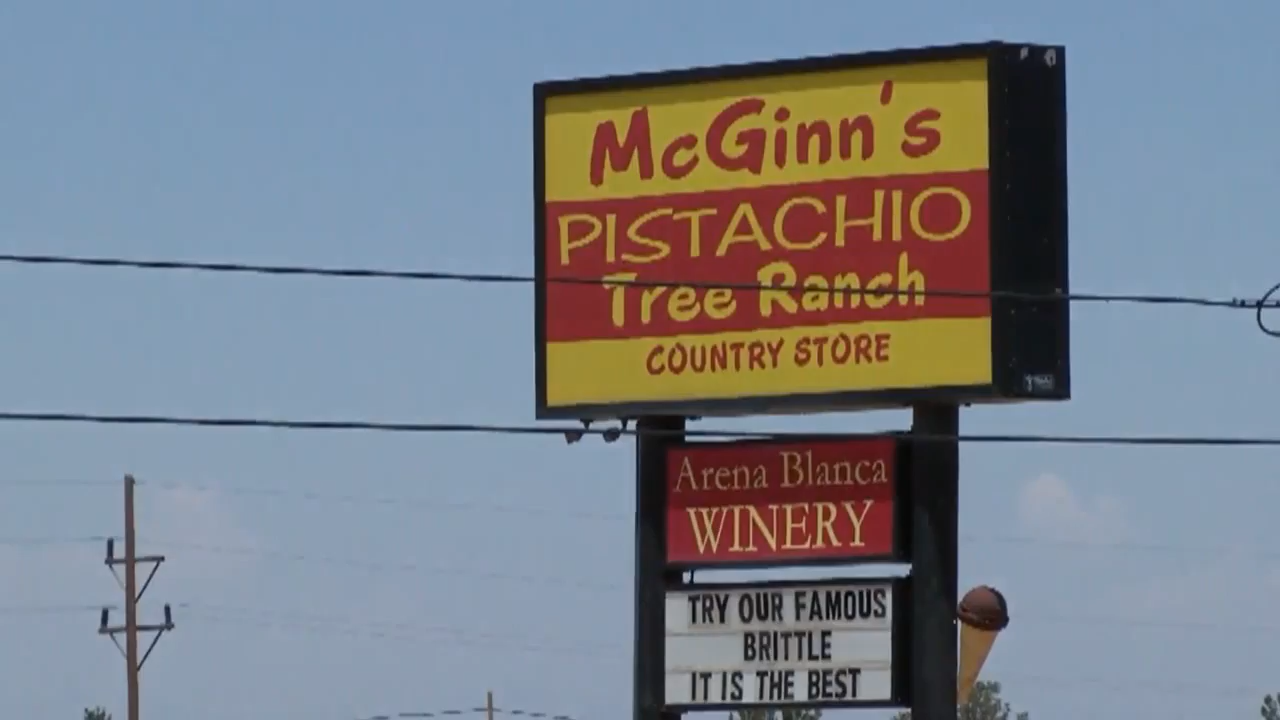 McGinn's
PISTACHIO
Tree Ranch
COUNTRY STORE
Arena Blanca
WINERY
TRY OUR FAMOUS
BRITTLE
IT IS THE BEST